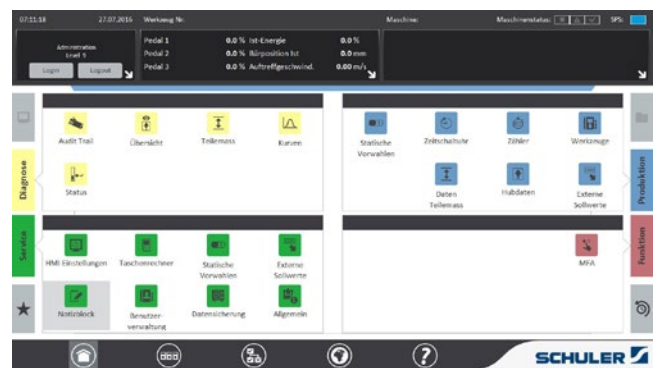 07:11:53 27.07.2016 Werkzeug Nr. Maschine: Maschinenstatus: SPS:
Administration
Level 5
Login Logout
Pedal 1 0.0 % Ist-Energie 0.0 %
Pedal 2 0.0 % Bärposition Ist 0.0 mm
Pedal 3 0.0 % Auftreffgeschwind. 0.00 m/s
Diagnose
Audit Trail Übersicht Teilemass Kurven
Status
Statische Vorwahlen Zeitschaltuhr Zähler Werkzeuge
Daten Teilemass Hubdaten Externe Sollwerte
Produktion
Service
HMI Einstellungen Taschenrechner Statische Vorwahlen Externe Sollwerte
Notizblock Benutzer-verwaltung Datensicherung Allgemein
MFA
Funktion
SCHULER